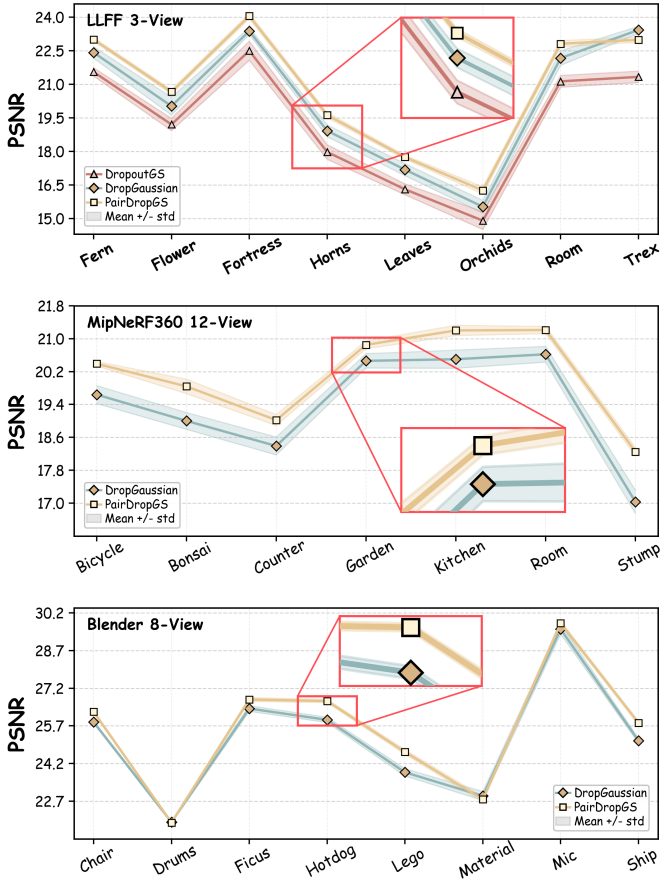 LLFF 3-View
PSNR
24.0
22.5
21.0
19.5
18.0
16.5
15.0
DropoutGS
DropGaussian
PairDropGS
Mean +/- std
Fern
Flower
Fortress
Horns
Leaves
Orchids
Room
Trex
MipNeRF360 12-View
PSNR
21.8
21.0
20.2
19.4
18.6
17.8
17.0
DropGaussian
PairDropGS
Mean +/- std
Bicycle
Bonsai
Counter
Garden
Kitchen
Room
Stump
Blender 8-View
PSNR
30.2
28.7
27.2
25.7
24.2
22.7
DropGaussian
PairDropGS
Mean +/- std
Chair
Drums
Ficus
Hotdog
Lego
Material
Mic
Ship